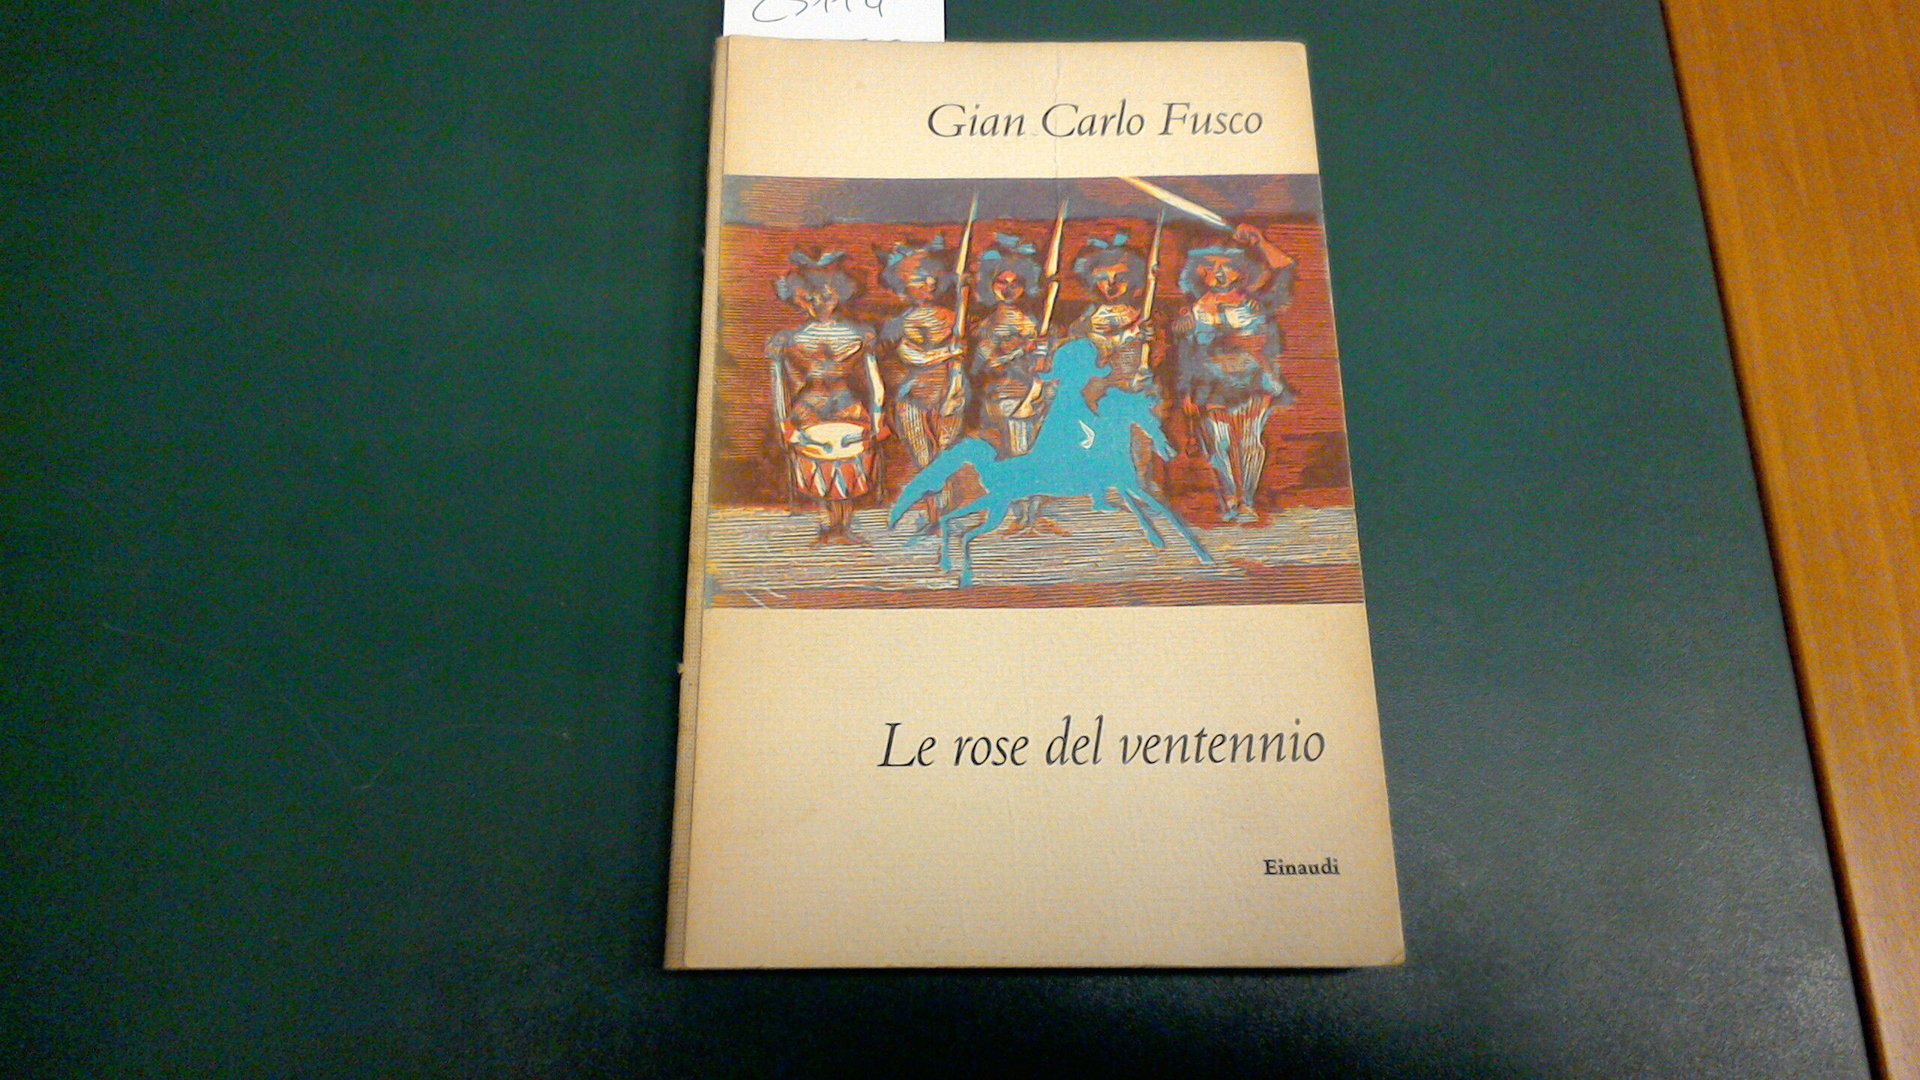 Gian Carlo Fusco
Le rose del ventennio
Einaudi